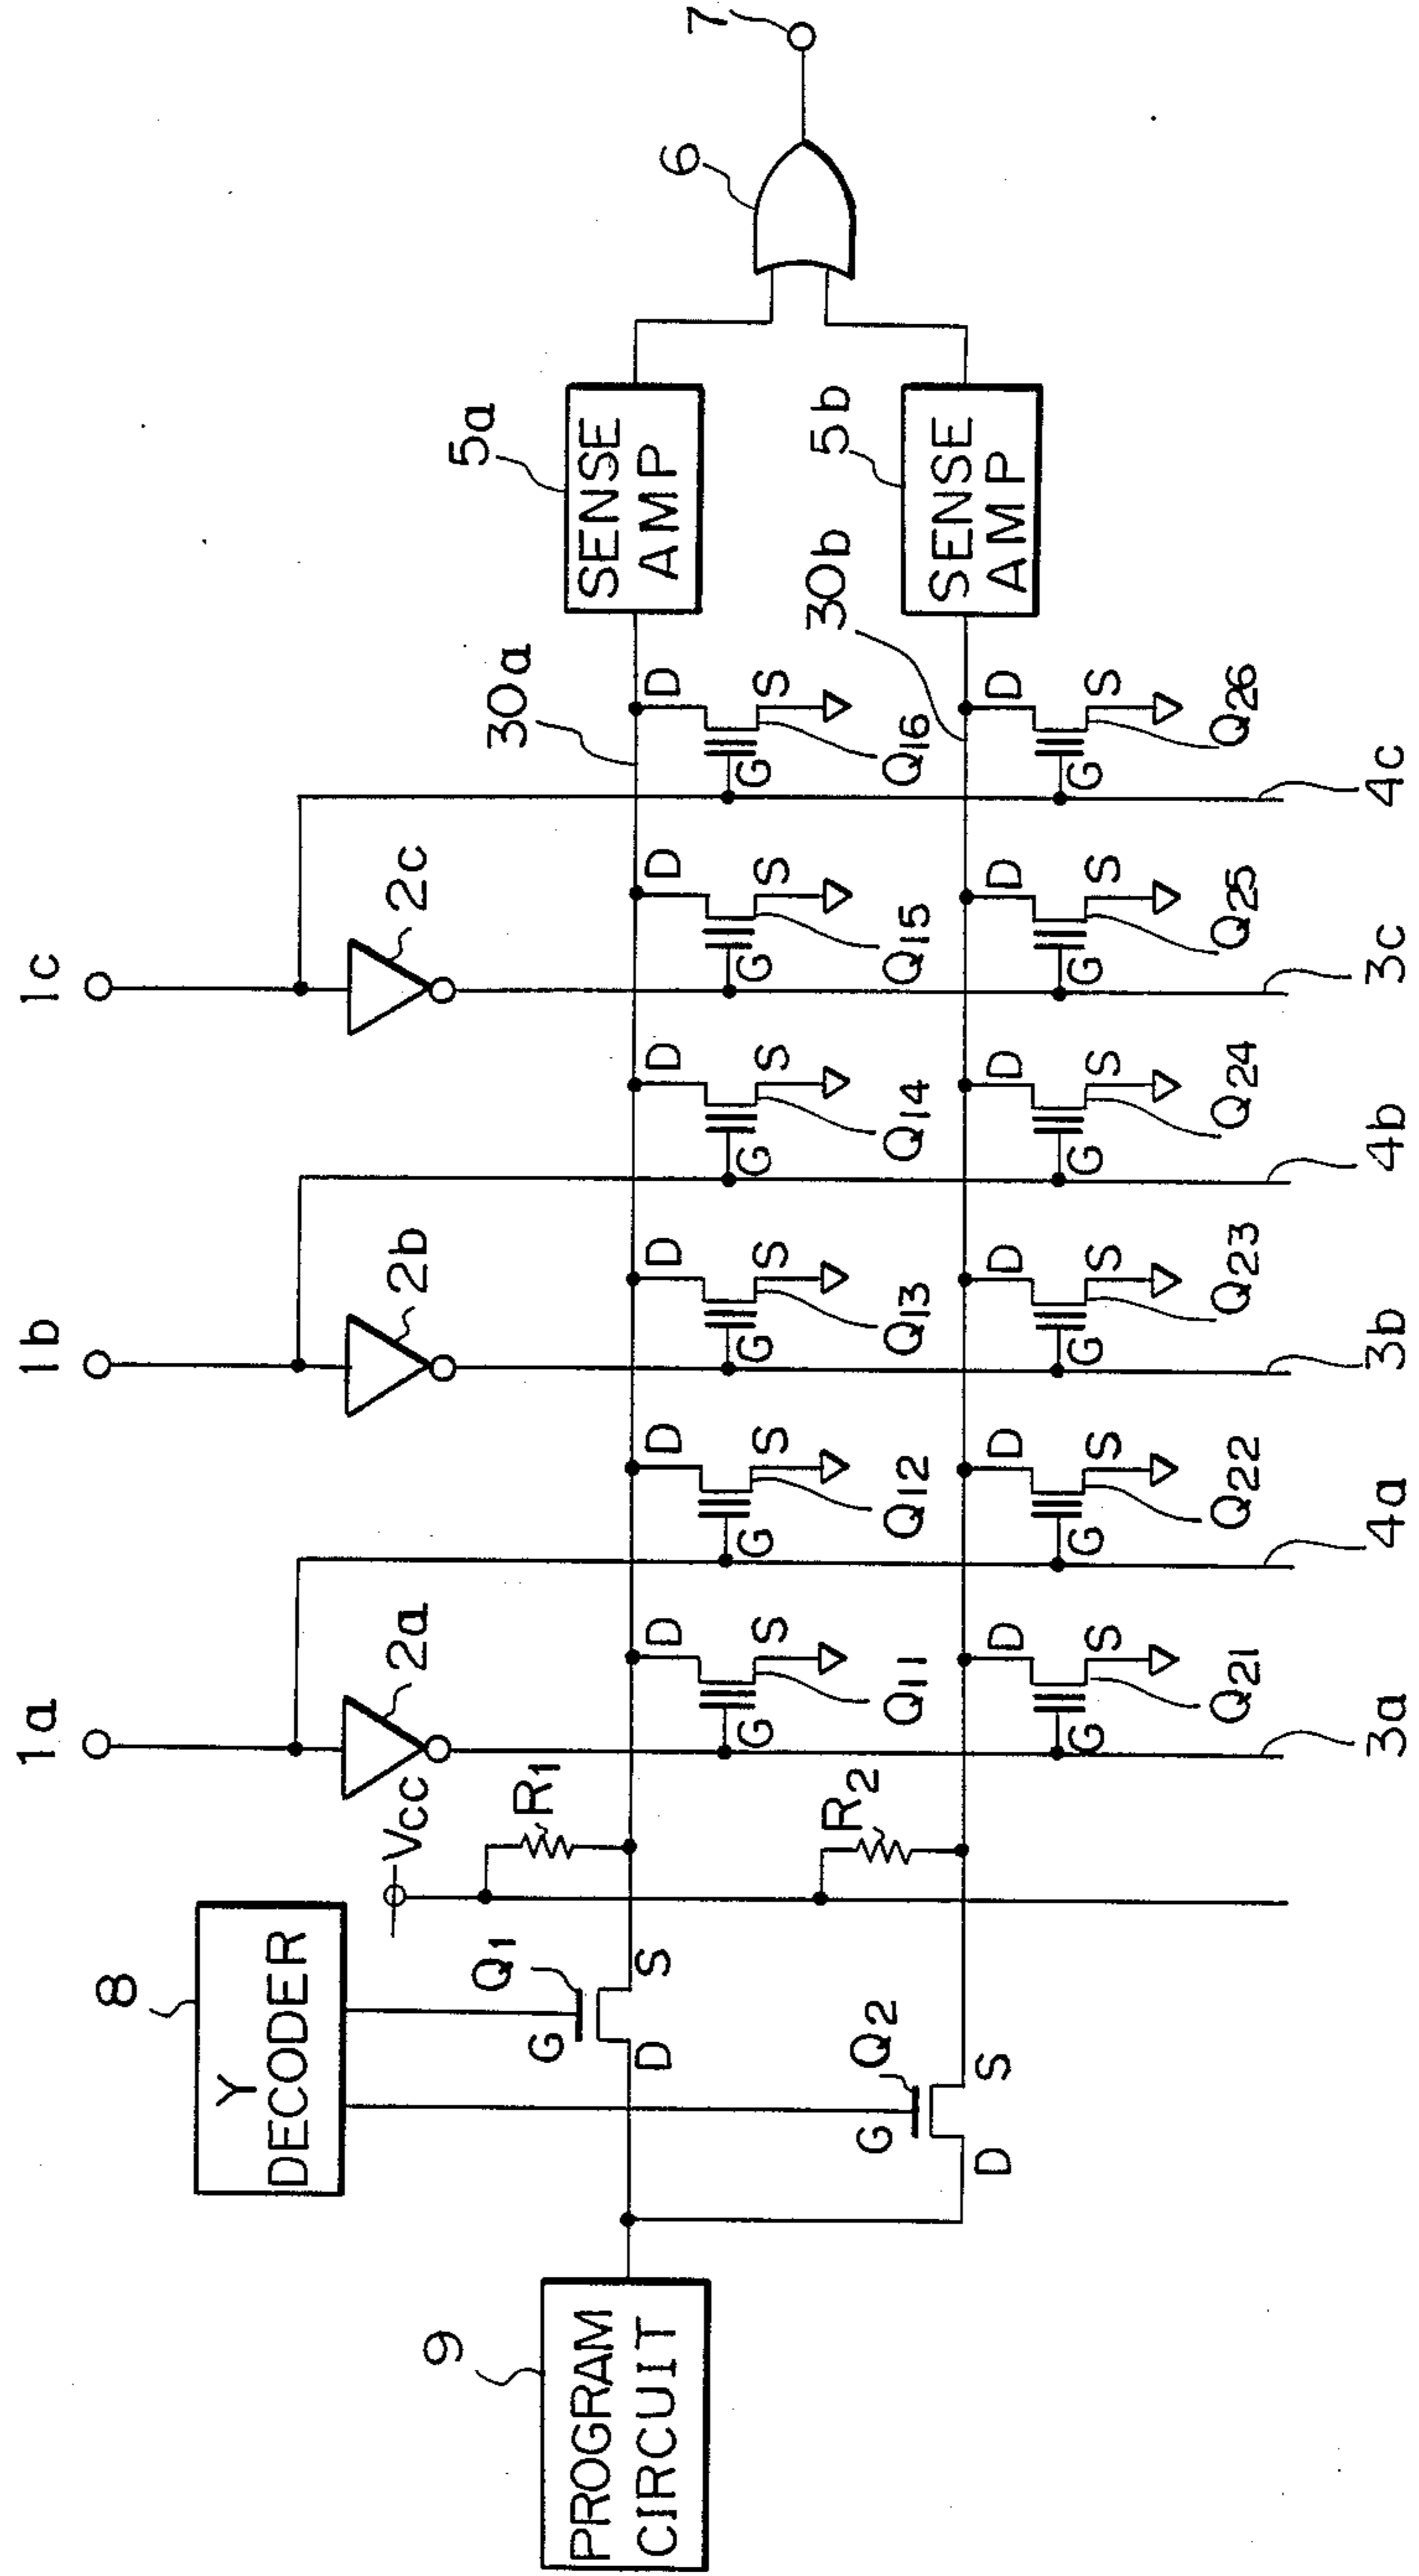 1a
1b
1c
2a
2b
2c
8
Y
DECODER
Vcc
9
PROGRAM
CIRCUIT
Q1
G
D
S
Q2
G
D
S
R1
R2
30a
30b
5a
SENSE
AMP
5b
SENSE
AMP
6
7
D
G
S
Q11
D
G
S
Q12
D
G
S
Q13
D
G
S
Q14
D
G
S
Q15
D
G
S
Q16
D
G
S
Q21
D
G
S
Q22
D
G
S
Q23
D
G
S
Q24
D
G
S
Q25
D
G
S
Q26
3a
4a
3b
4b
3c
4c